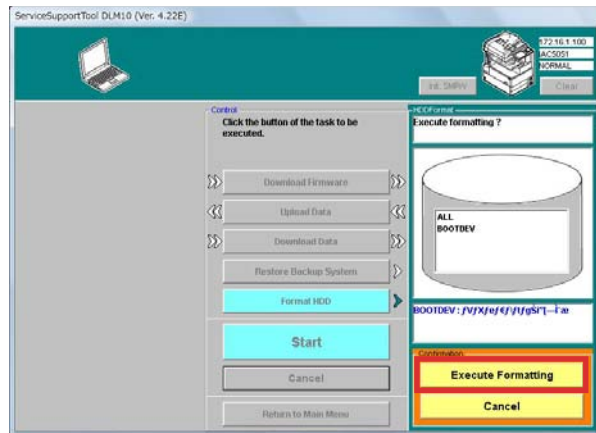 ServiceSupportTool DLM10 (Ver. 4.22E)
172.16.1.100
iAC5051
NORMAL
Init. SMPW
Clear
Control
Click the button of the task to be
executed.
Download Firmware
Upload Data
Download Data
Restore Backup System
Format HDD
Start
Cancel
Return to Main Menu
HDDFormat
Execute formatting ?
ALL
BOOTDEV
BOOTDEV :
Confirmation
Execute Formatting
Cancel